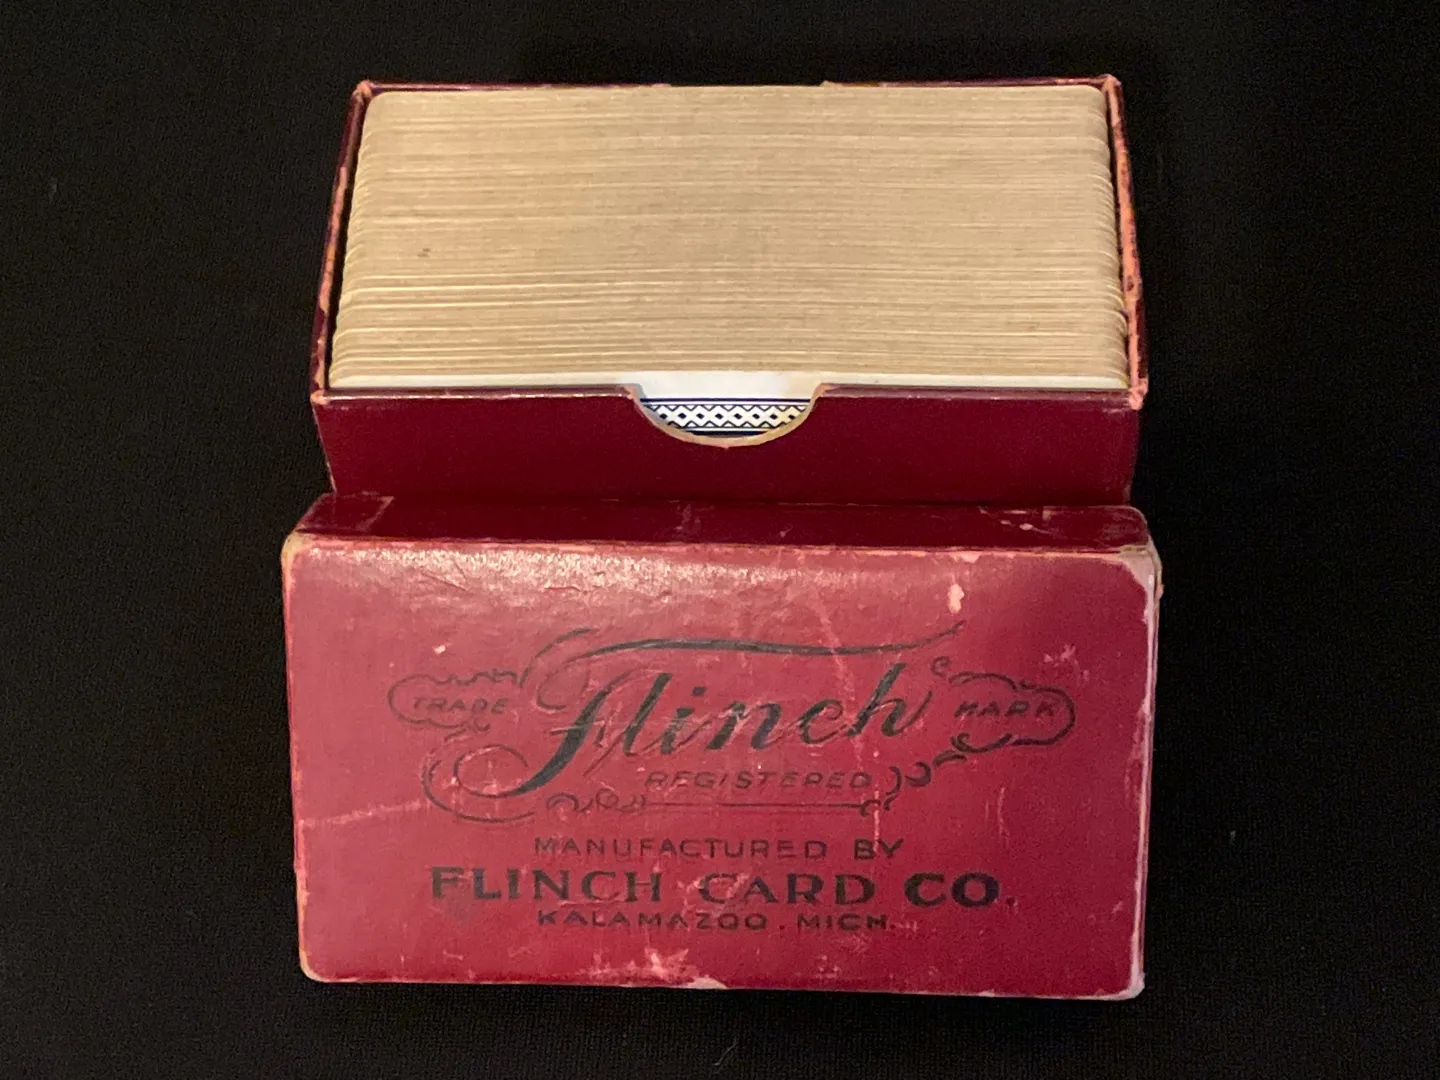 TRADE Flinch MARK
REGISTERED
MANUFACTURED BY
FLINCH CARD CO.
KALAMAZOO, MICH.